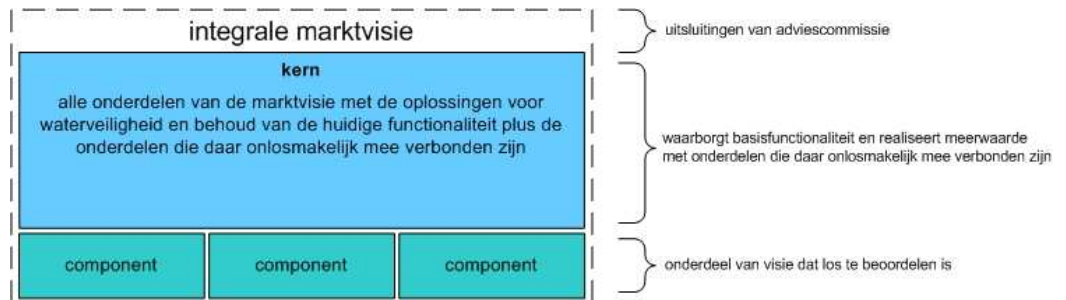 integrale marktvisie
uitsluitingen van adviescommissie
kern
alle onderdelen van de marktvisie met de oplossingen voor
waterveiligheid en behoud van de huidige functionaliteit plus de
onderdelen die daar onlosmakelijk mee verbonden zijn
waarborgt basisfunctionaliteit en realiseert meerwaarde
met onderdelen die daar onlosmakelijk mee verbonden zijn
component component component
onderdeel van visie dat los te beoordelen is